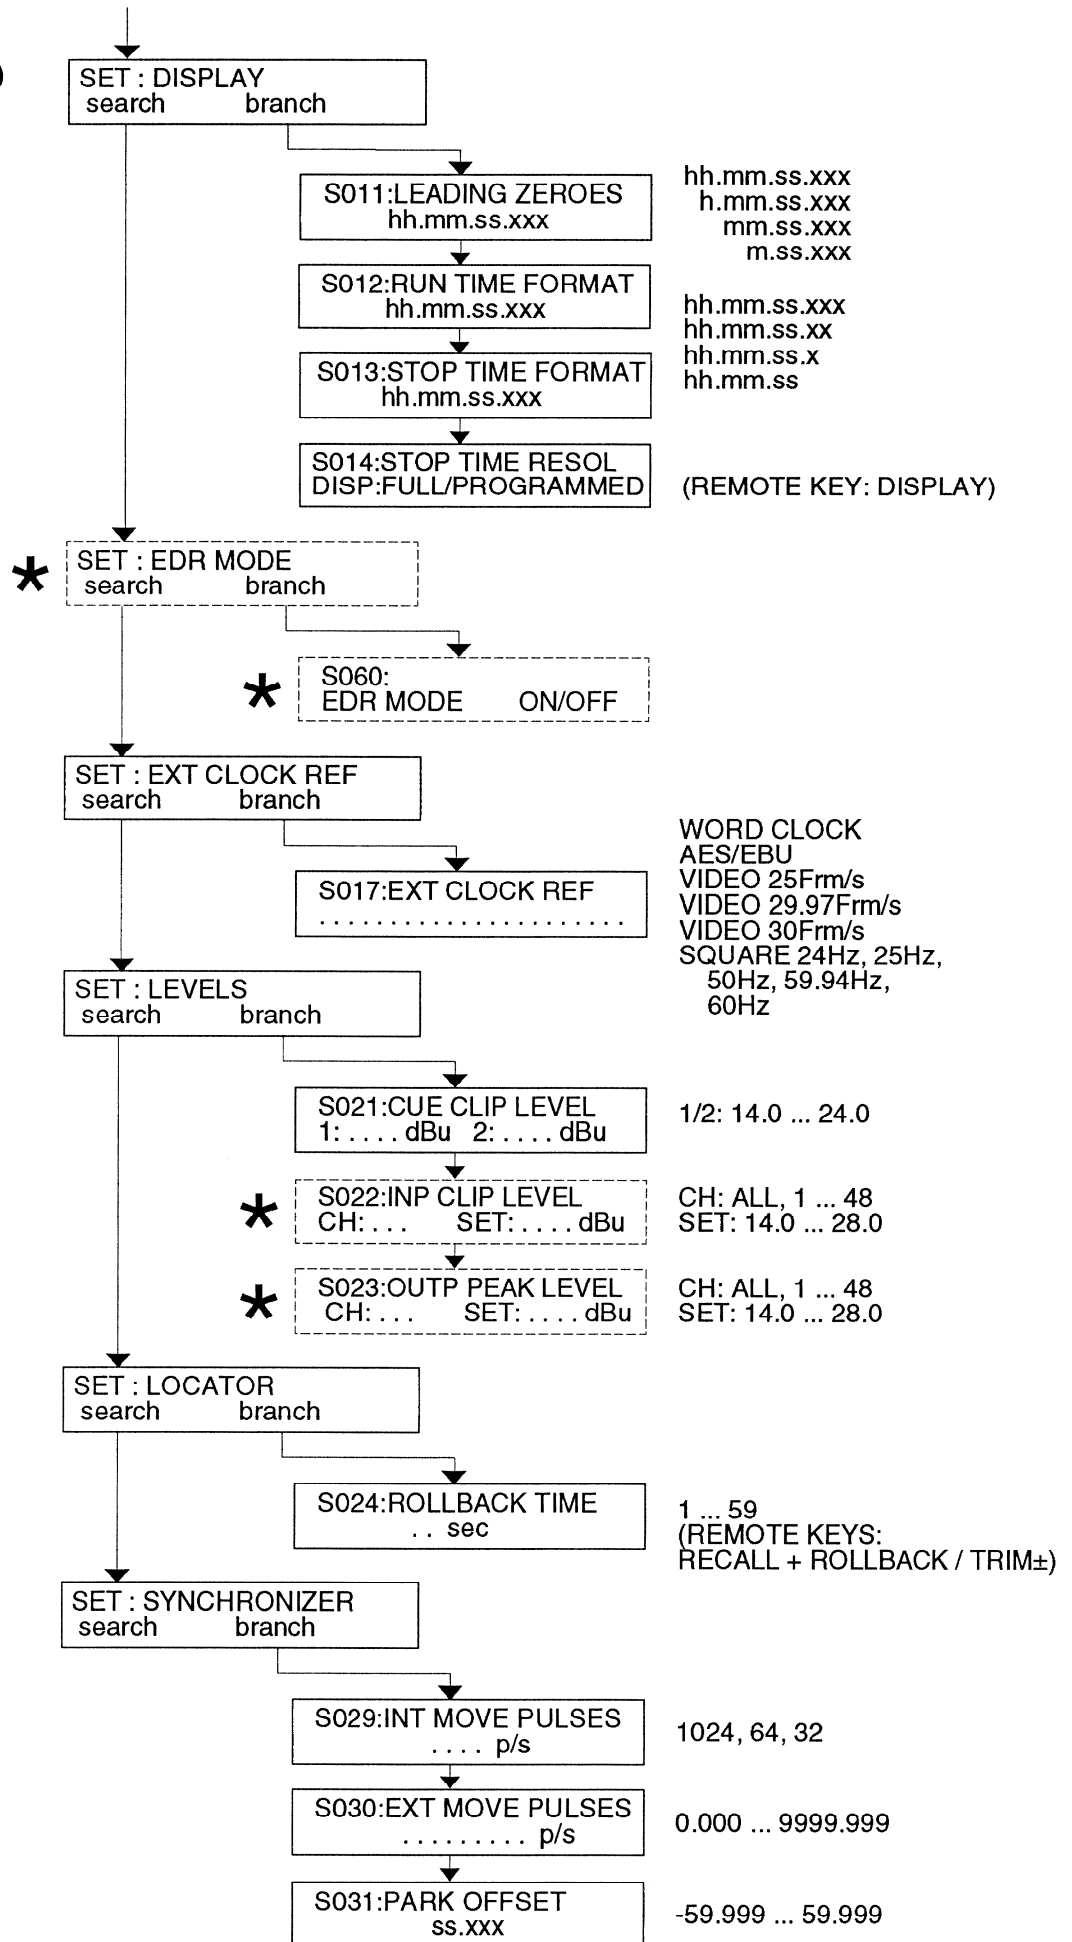 SET : DISPLAY
search branch
S011:LEADING ZEROES
hh.mm.ss.xxx
hh.mm.ss.xxx
h.mm.ss.xxx
mm.ss.xxx
m.ss.xxx
S012:RUN TIME FORMAT
hh.mm.ss.xxx
S013:STOP TIME FORMAT
hh.mm.ss.xxx
hh.mm.ss.xxx
hh.mm.ss.xx
hh.mm.ss.x
hh.mm.ss
S014:STOP TIME RESOL
DISP:FULL/PROGRAMMED
(REMOTE KEY: DISPLAY)
* SET : EDR MODE
search branch
* S060:
EDR MODE ON/OFF
SET : EXT CLOCK REF
search branch
S017:EXT CLOCK REF
. . . . . . . . . . . . . . . . . . . . . .
WORD CLOCK
AES/EBU
VIDEO 25Frm/s
VIDEO 29.97Frm/s
VIDEO 30Frm/s
SQUARE 24Hz, 25Hz,
50Hz, 59.94Hz,
60Hz
SET : LEVELS
search branch
S021:CUE CLIP LEVEL
1: . . . . dBu 2: . . . . dBu
1/2: 14.0 ... 24.0
* S022:INP CLIP LEVEL
CH: . . . SET: . . . . dBu
CH: ALL, 1 ... 48
SET: 14.0 ... 28.0
* S023:OUTP PEAK LEVEL
CH: . . . SET: . . . . dBu
CH: ALL, 1 ... 48
SET: 14.0 ... 28.0
SET : LOCATOR
search branch
S024:ROLLBACK TIME
. . sec
1 ... 59
(REMOTE KEYS:
RECALL + ROLLBACK / TRIM±)
SET : SYNCHRONIZER
search branch
S029:INT MOVE PULSES
. . . . p/s
1024, 64, 32
S030:EXT MOVE PULSES
. . . . . . . . . p/s
0.000 ... 9999.999
S031:PARK OFFSET
ss.xxx
-59.999 ... 59.999